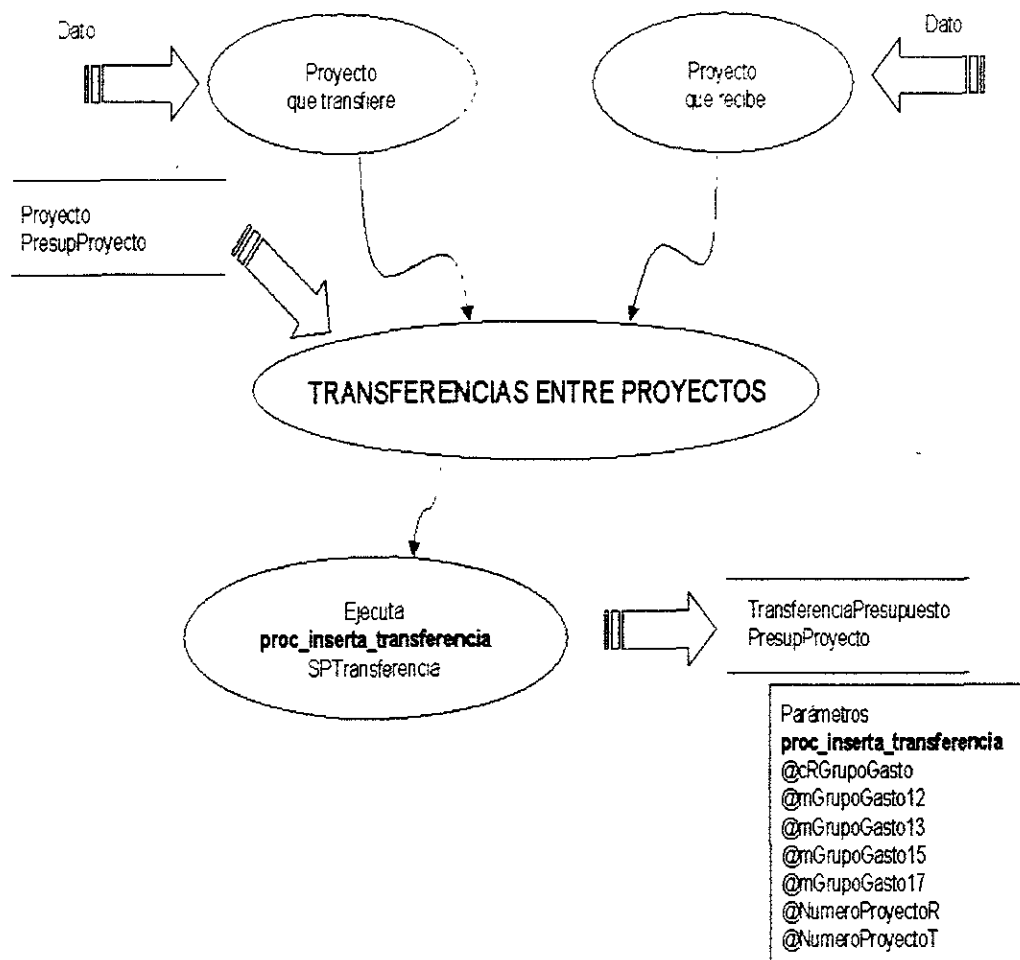 Dato
Dato
Proyecto
que transfiere
Proyecto
que recibe
Proyecto
PresupProyecto
TRANSFERENCIAS ENTRE PROYECTOS
Ejecuta
proc_inserta_transferencia
SPTransferencia
TransferenciaPresupuesto
PresupProyecto
Parámetros
proc_inserta_transferencia
@cRGrupoGasto
@mGrupoGasto12
@mGrupoGasto13
@mGrupoGasto15
@mGrupoGasto17
@NumeroProyectoR
@NumeroProyectoT